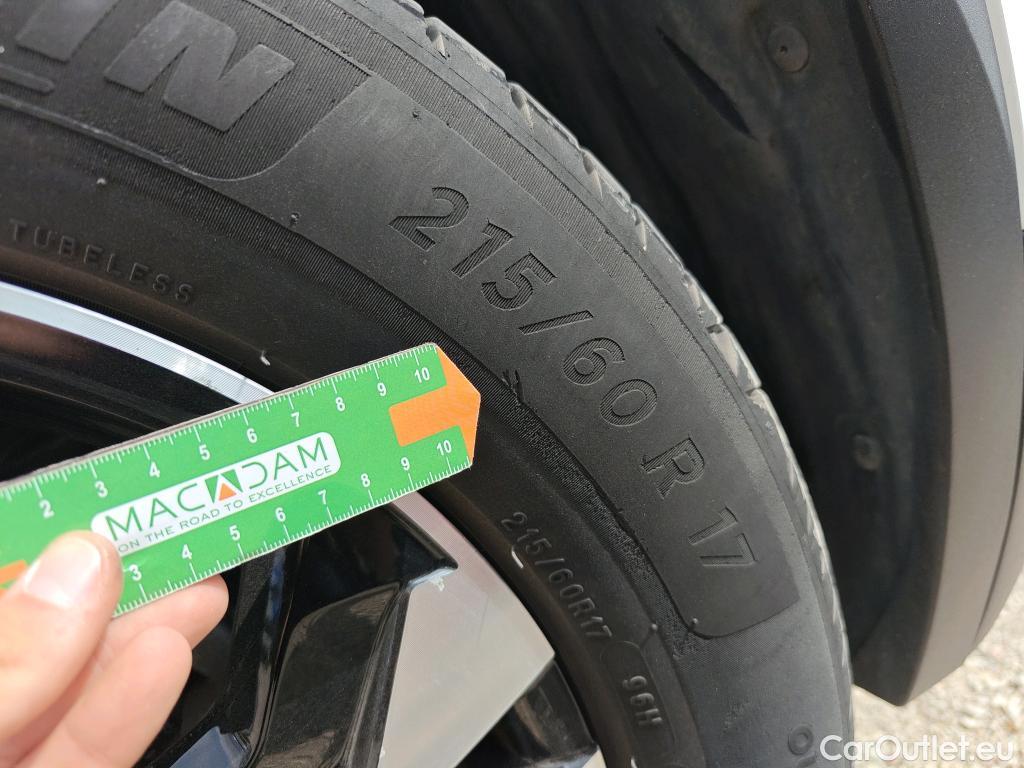 IN
TUBELESS
215/60 R 17
215/60R17 96H
2 3 4 5 6 7 8 9 10
MACADAM
ON THE ROAD TO EXCELLENCE
3 4 5 6 7 8 9 10
CarOutlet.eu